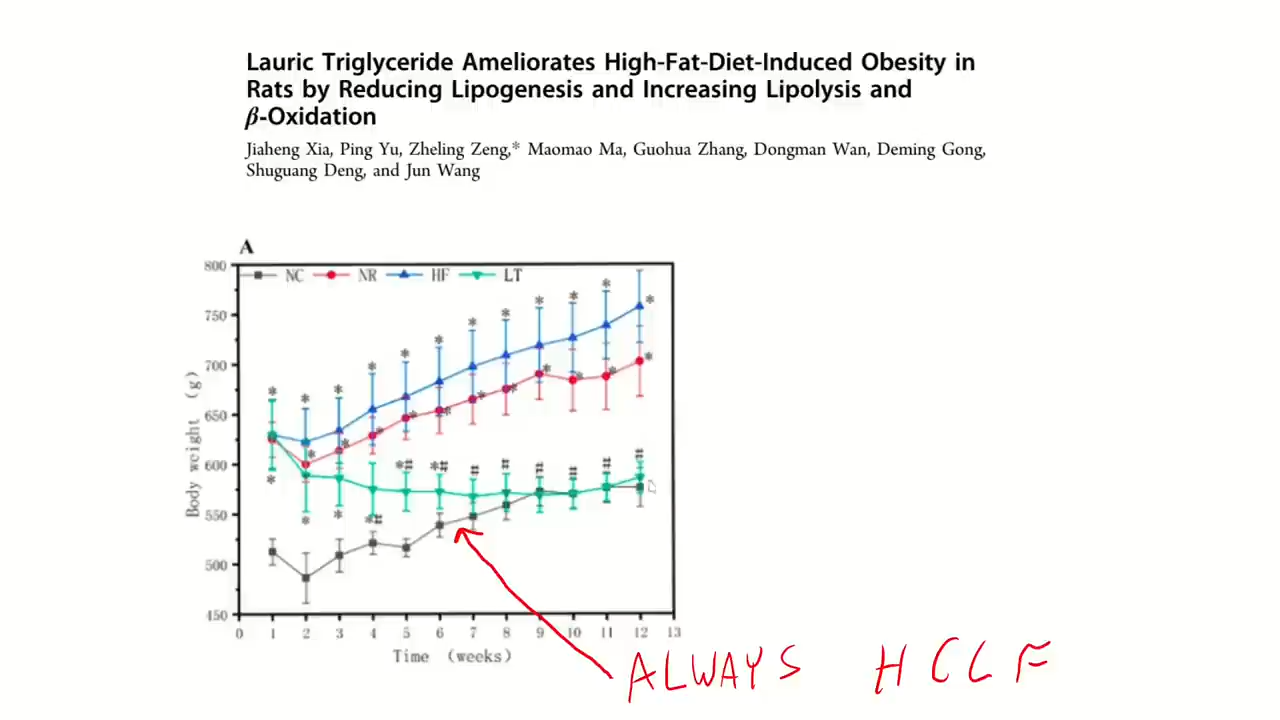 Lauric Triglyceride Ameliorates High-Fat-Diet-Induced Obesity in
Rats by Reducing Lipogenesis and Increasing Lipolysis and
β-Oxidation
Jiaheng Xia, Ping Yu, Zheling Zeng,* Maomao Ma, Guohua Zhang, Dongman Wan, Deming Gong,
Shuguang Deng, and Jun Wang
A
NC NR HF LT
800
750
700
650
600
550
500
450
Body weight (g)
0 1 2 3 4 5 6 7 8 9 10 11 12 13
Time (weeks)
ALWAYS HCLF